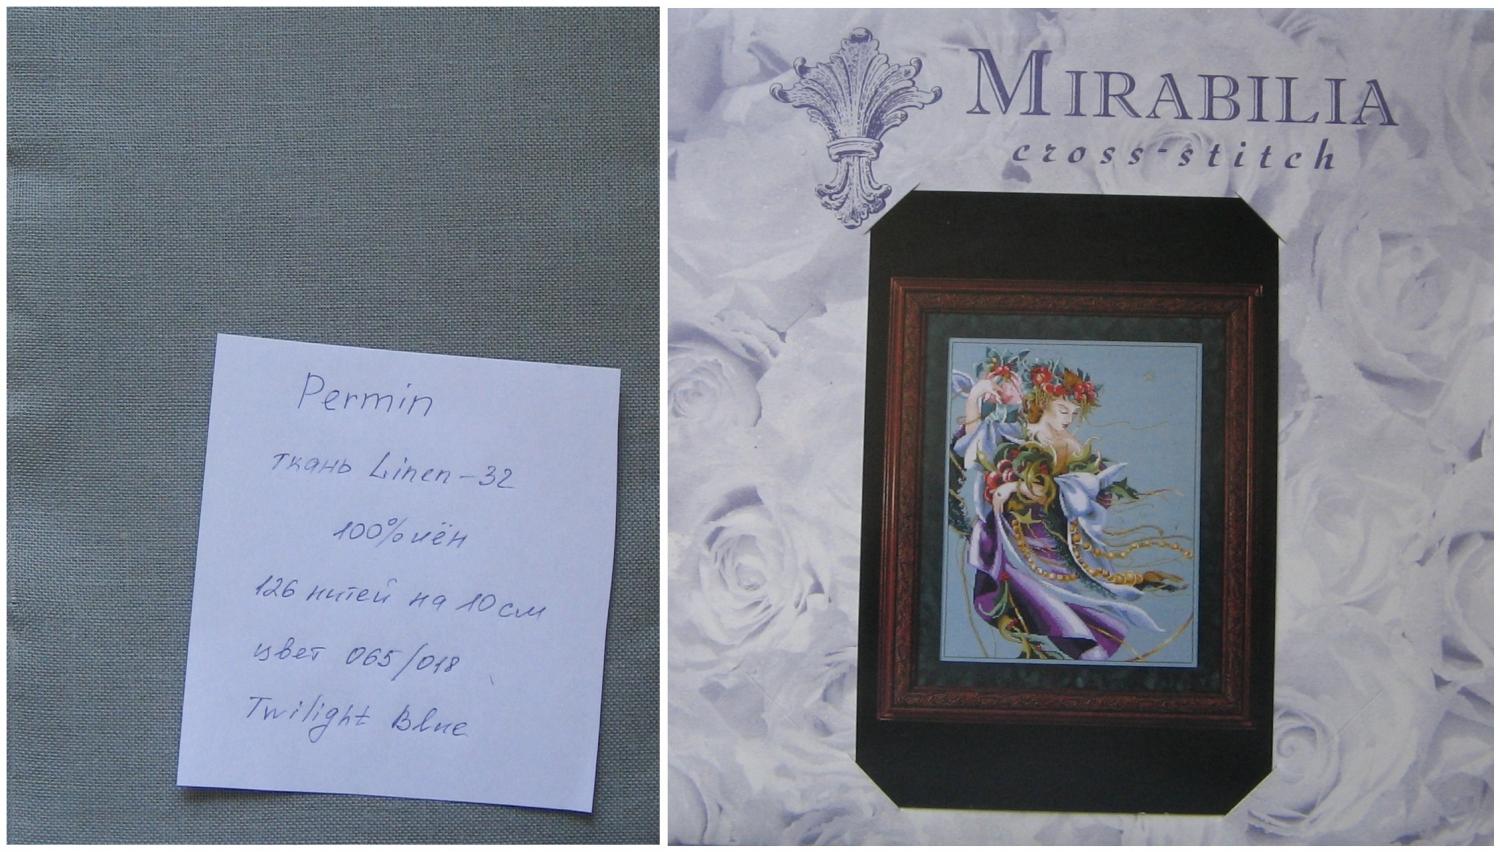 Permin
ткань Linen-32
100% лён
126 нитей на 10 см
цвет 065/018
Twilight Blue
MIRABILIA
cross-stitch